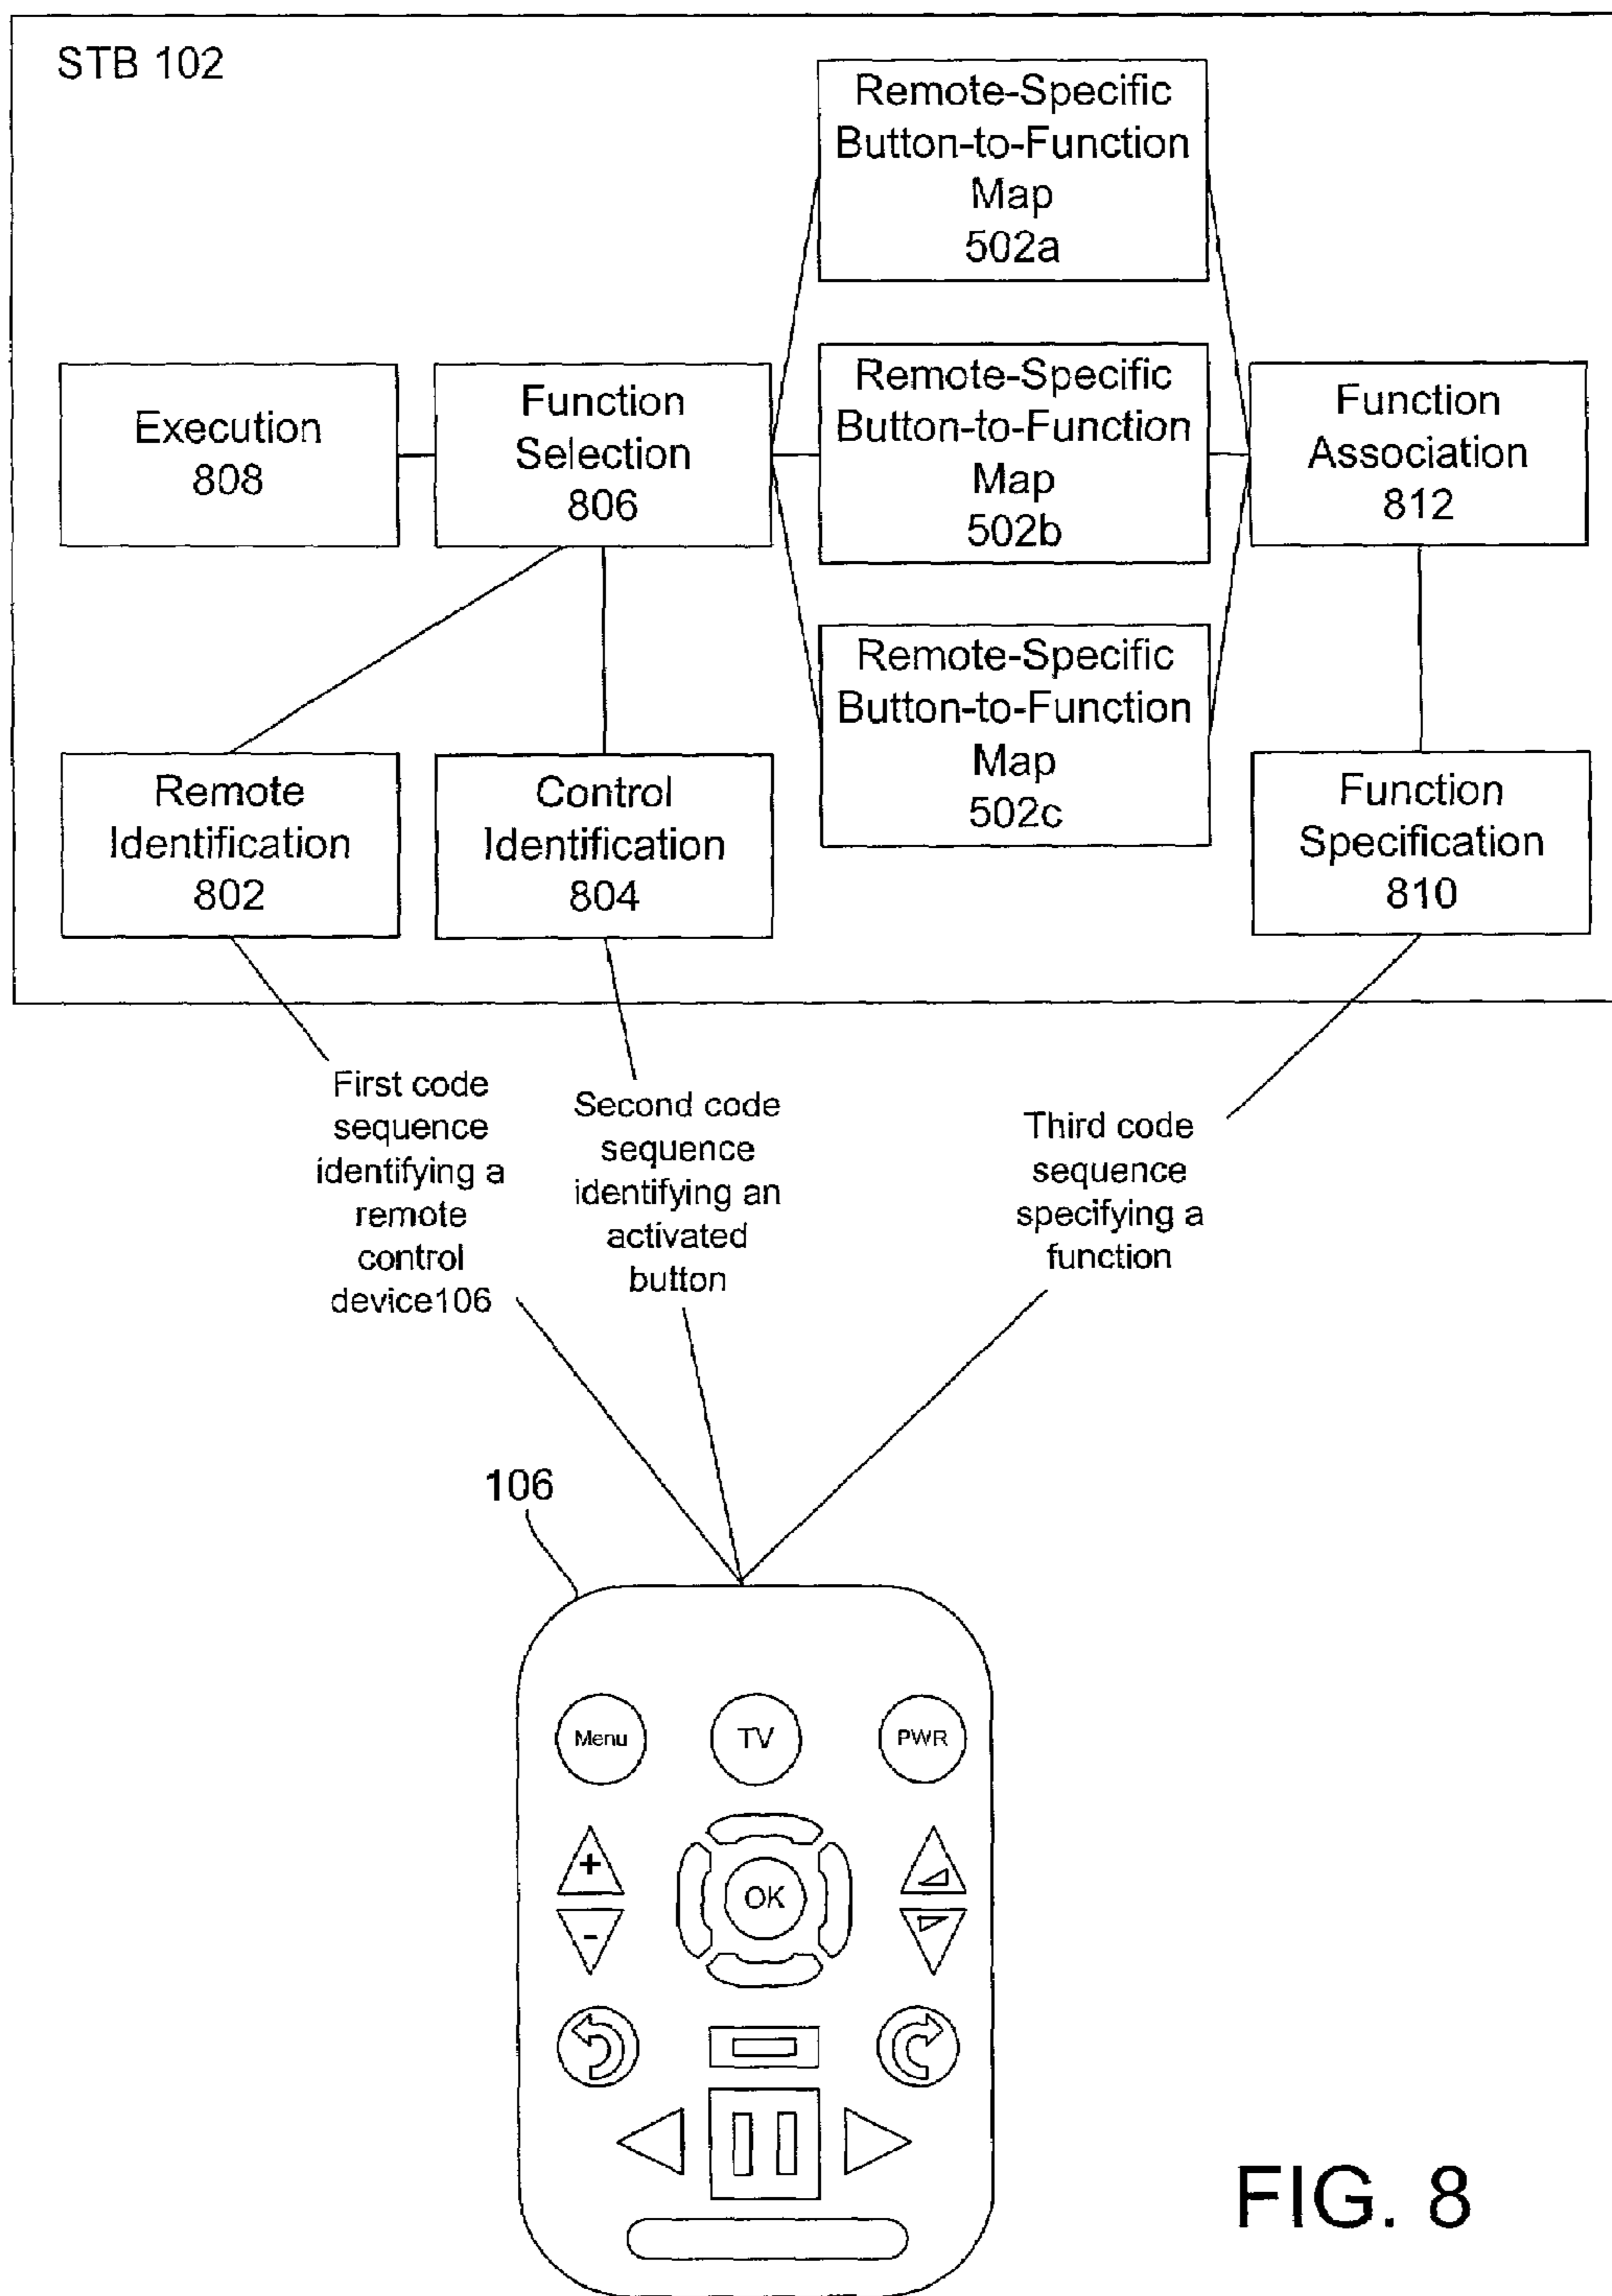 STB 102
Remote-Specific
Button-to-Function
Map
502a
Execution
808
Function
Selection
806
Remote-Specific
Button-to-Function
Map
502b
Function
Association
812
Remote-Specific
Button-to-Function
Map
502c
Remote
Identification
802
Control
Identification
804
Function
Specification
810
First code
sequence
identifying a
remote
control
device106
Second code
sequence
identifying an
activated
button
Third code
sequence
specifying a
function
106
Menu
TV
PWR
+
-
OK
FIG. 8